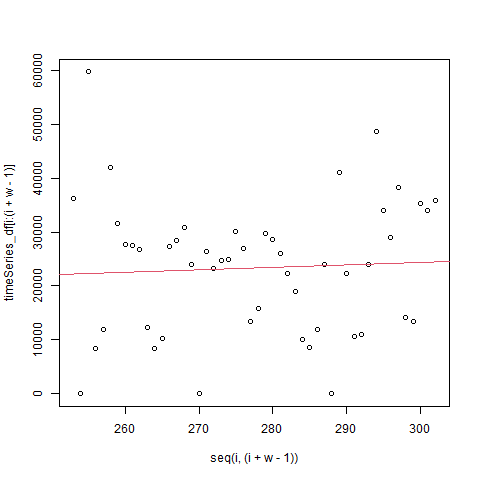 60000
50000
40000
30000
20000
10000
0
timeSeries_df[i:(i + w - 1)]
260 270 280 290 300
seq(i, (i + w - 1))